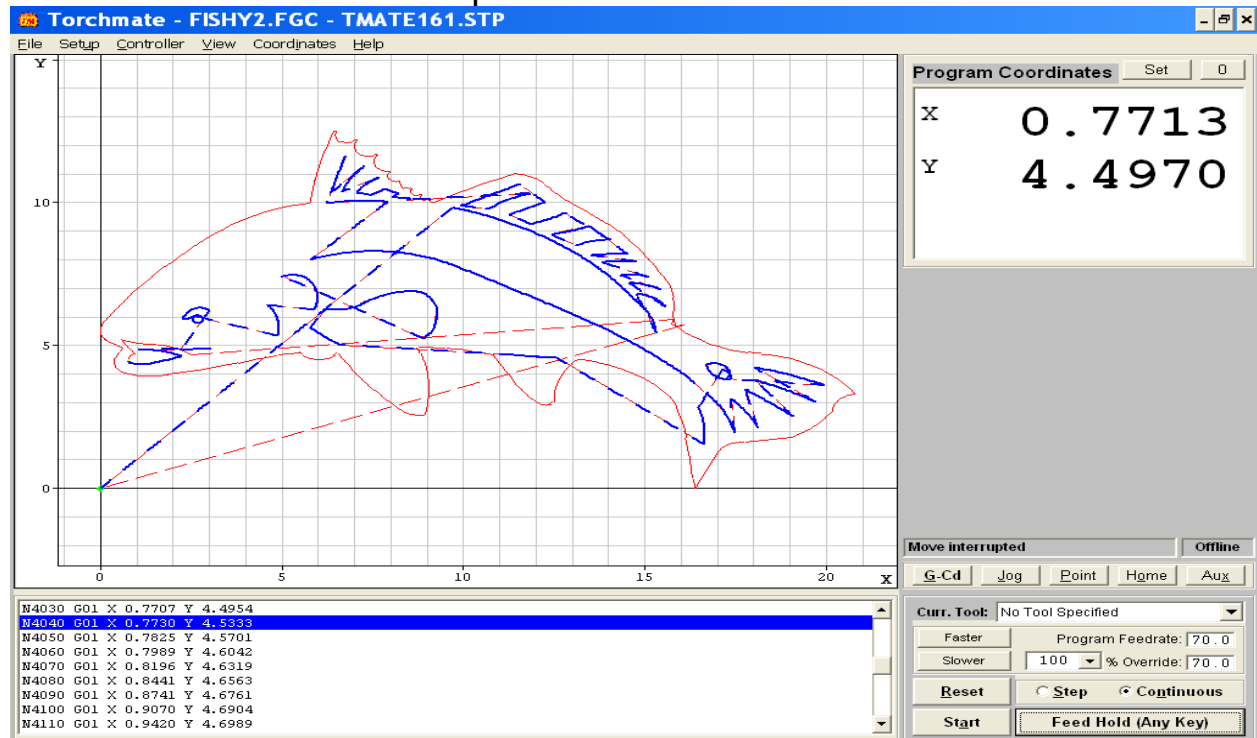 Torchmate - FISHY2.FGC - TMATE161.STP
File Setup Controller View Coordinates Help
Y
10
5
0
0 5 10 15 20 X
Program Coordinates Set 0
X 0.7713
Y 4.4970
Move interrupted Offline
G-Cd Jog Point Home Aux
N4030 G01 X 0.7707 Y 4.4954
N4040 G01 X 0.7730 Y 4.5333
N4050 G01 X 0.7825 Y 4.5701
N4060 G01 X 0.7989 Y 4.6042
N4070 G01 X 0.8196 Y 4.6319
N4080 G01 X 0.8441 Y 4.6563
N4090 G01 X 0.8741 Y 4.6761
N4100 G01 X 0.9070 Y 4.6904
N4110 G01 X 0.9420 Y 4.6989
Curr. Tool: No Tool Specified
Faster Program Feedrate: 70.0
Slower 100 % Override: 70.0
Reset Step Continuous
Start Feed Hold (Any Key)